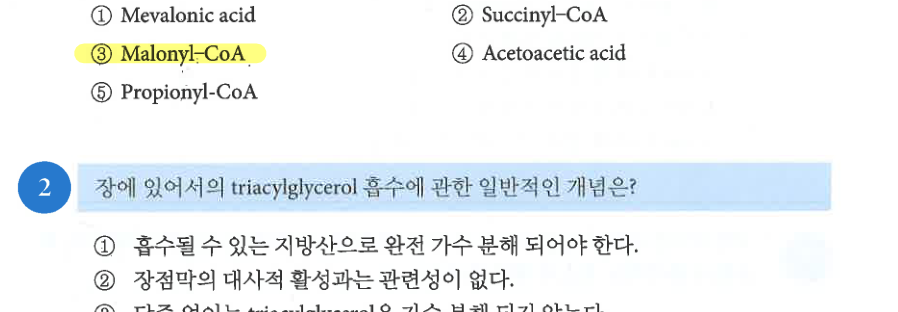 ① Mevalonic acid ② Succinyl-CoA
③ Malonyl-CoA ④ Acetoacetic acid
⑤ Propionyl-CoA
2 장에 있어서의 triacylglycerol 흡수에 관한 일반적인 개념은?
① 흡수될 수 있는 지방산으로 완전 가수 분해 되어야 한다.
② 장점막의 대사적 활성과는 관련성이 없다.